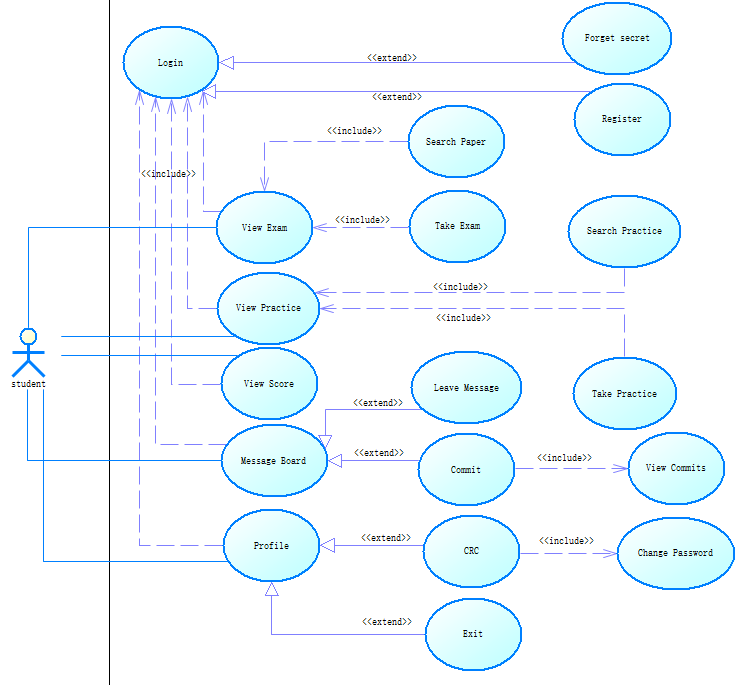 Forget secret
Login
<<extend>>
<<extend>>
Register
<<include>>
Search Paper
<<include>>
View Exam
<<include>>
Take Exam
Search Practice
<<include>>
View Practice
<<include>>
student
View Score
Leave Message
Take Practice
<<extend>>
Message Board
<<extend>>
Commit
<<include>>
View Commits
Profile
<<extend>>
CRC
<<include>>
Change Password
<<extend>>
Exit